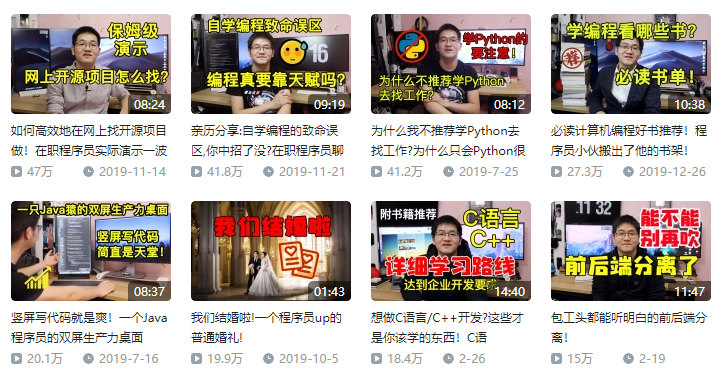 保姆级
演示
网上开源项目怎么找?
08:24
自学编程致命误区
16
编程真要靠天赋吗?
09:19
学Python的
要注意!
为什么不推荐学Python
去找工作?
08:12
学编程看哪些书?
荐
必读书单!
10:38
如何高效地在网上找开源项目
做！在职程序员实际演示一波
47万
2019-11-14
亲历分享:自学编程的致命误
区,你中招了没?在职程序员聊
41.8万
2019-11-21
为什么我不推荐学Python去
找工作?为什么只会Python很
41.2万
2019-7-25
必读计算机编程好书推荐！程
序员小伙搬出了他的书架!
27.3万
2019-12-26
一只Java猿的双屏生产力桌面
竖屏写代码
简直是天堂!
08:37
我们结婚啦
01:43
附书籍推荐
C语言
C++
详细学习路线
达到企业开发要
14:40
11 32
能不能
别再吹
前后端分离了
11:47
竖屏写代码就是爽！一个Java
程序员的双屏生产力桌面
20.1万
2019-7-16
我们结婚啦!一个程序员up的
普通婚礼!
19.9万
2019-10-5
想做C语言/C++开发?这些才
是你该学的东西！C语
18.4万
2-26
包工头都能听明白的前后端分
离！
15万
2-19